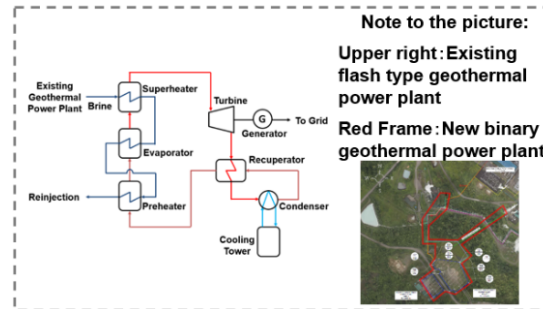 Note to the picture:
Upper right:Existing
flash type geothermal
power plant
Red Frame:New binary
geothermal power plant
Existing
Geothermal
Power Plant
Brine
Superheater
Evaporator
Preheater
Reinjection
Turbine
G
Generator
To Grid
Recuperator
Condenser
Cooling
Tower